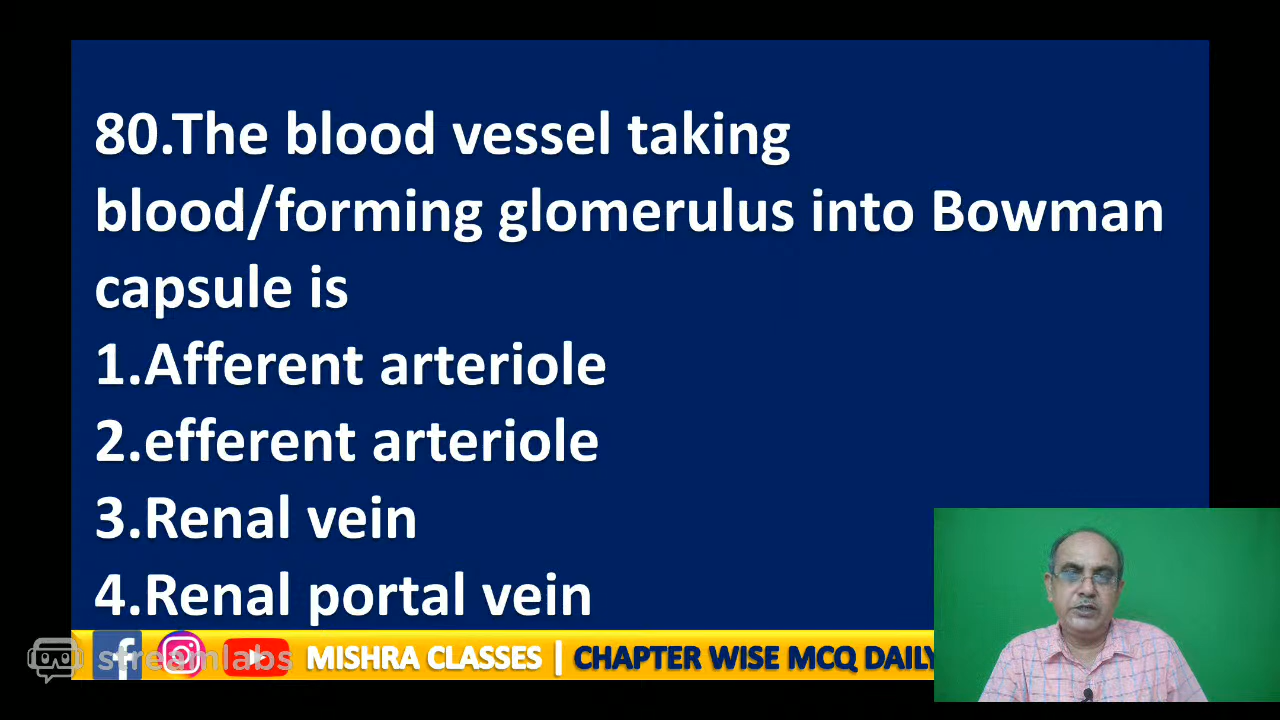 80.The blood vessel taking
blood/forming glomerulus into Bowman
capsule is
1.Afferent arteriole
2.efferent arteriole
3.Renal vein
4.Renal portal vein
streamlabs
MISHRA CLASSES | CHAPTER WISE MCQ DAILY